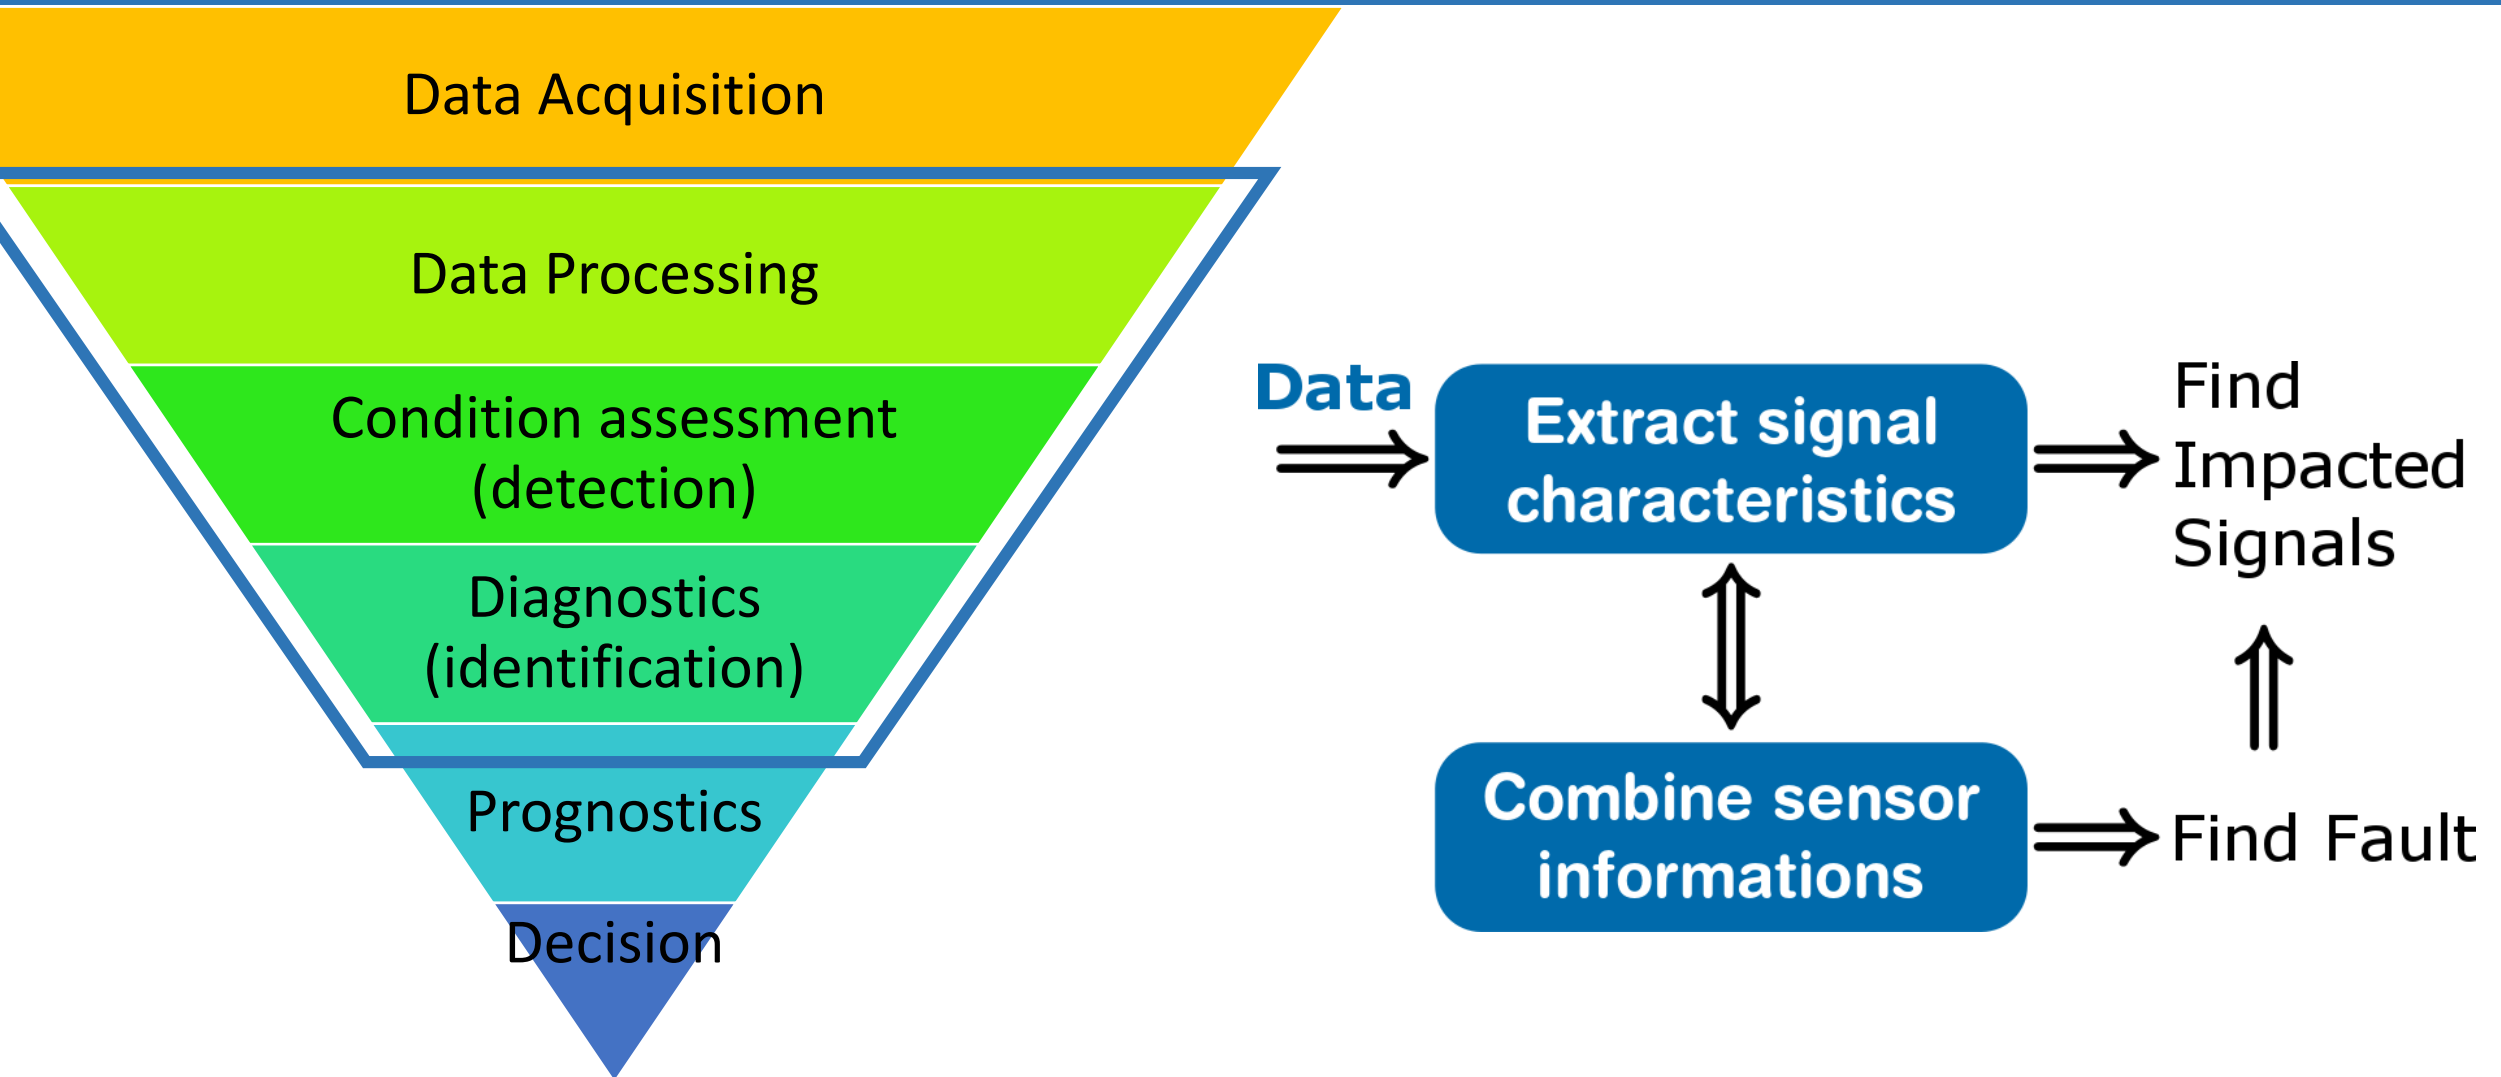 Data Acquisition
Data Processing
Condition assessment
(detection)
Diagnostics
(identification)
Prognostics
Decision
Data
Extract signal
characteristics
Find
Impacted
Signals
Combine sensor
informations
Find Fault